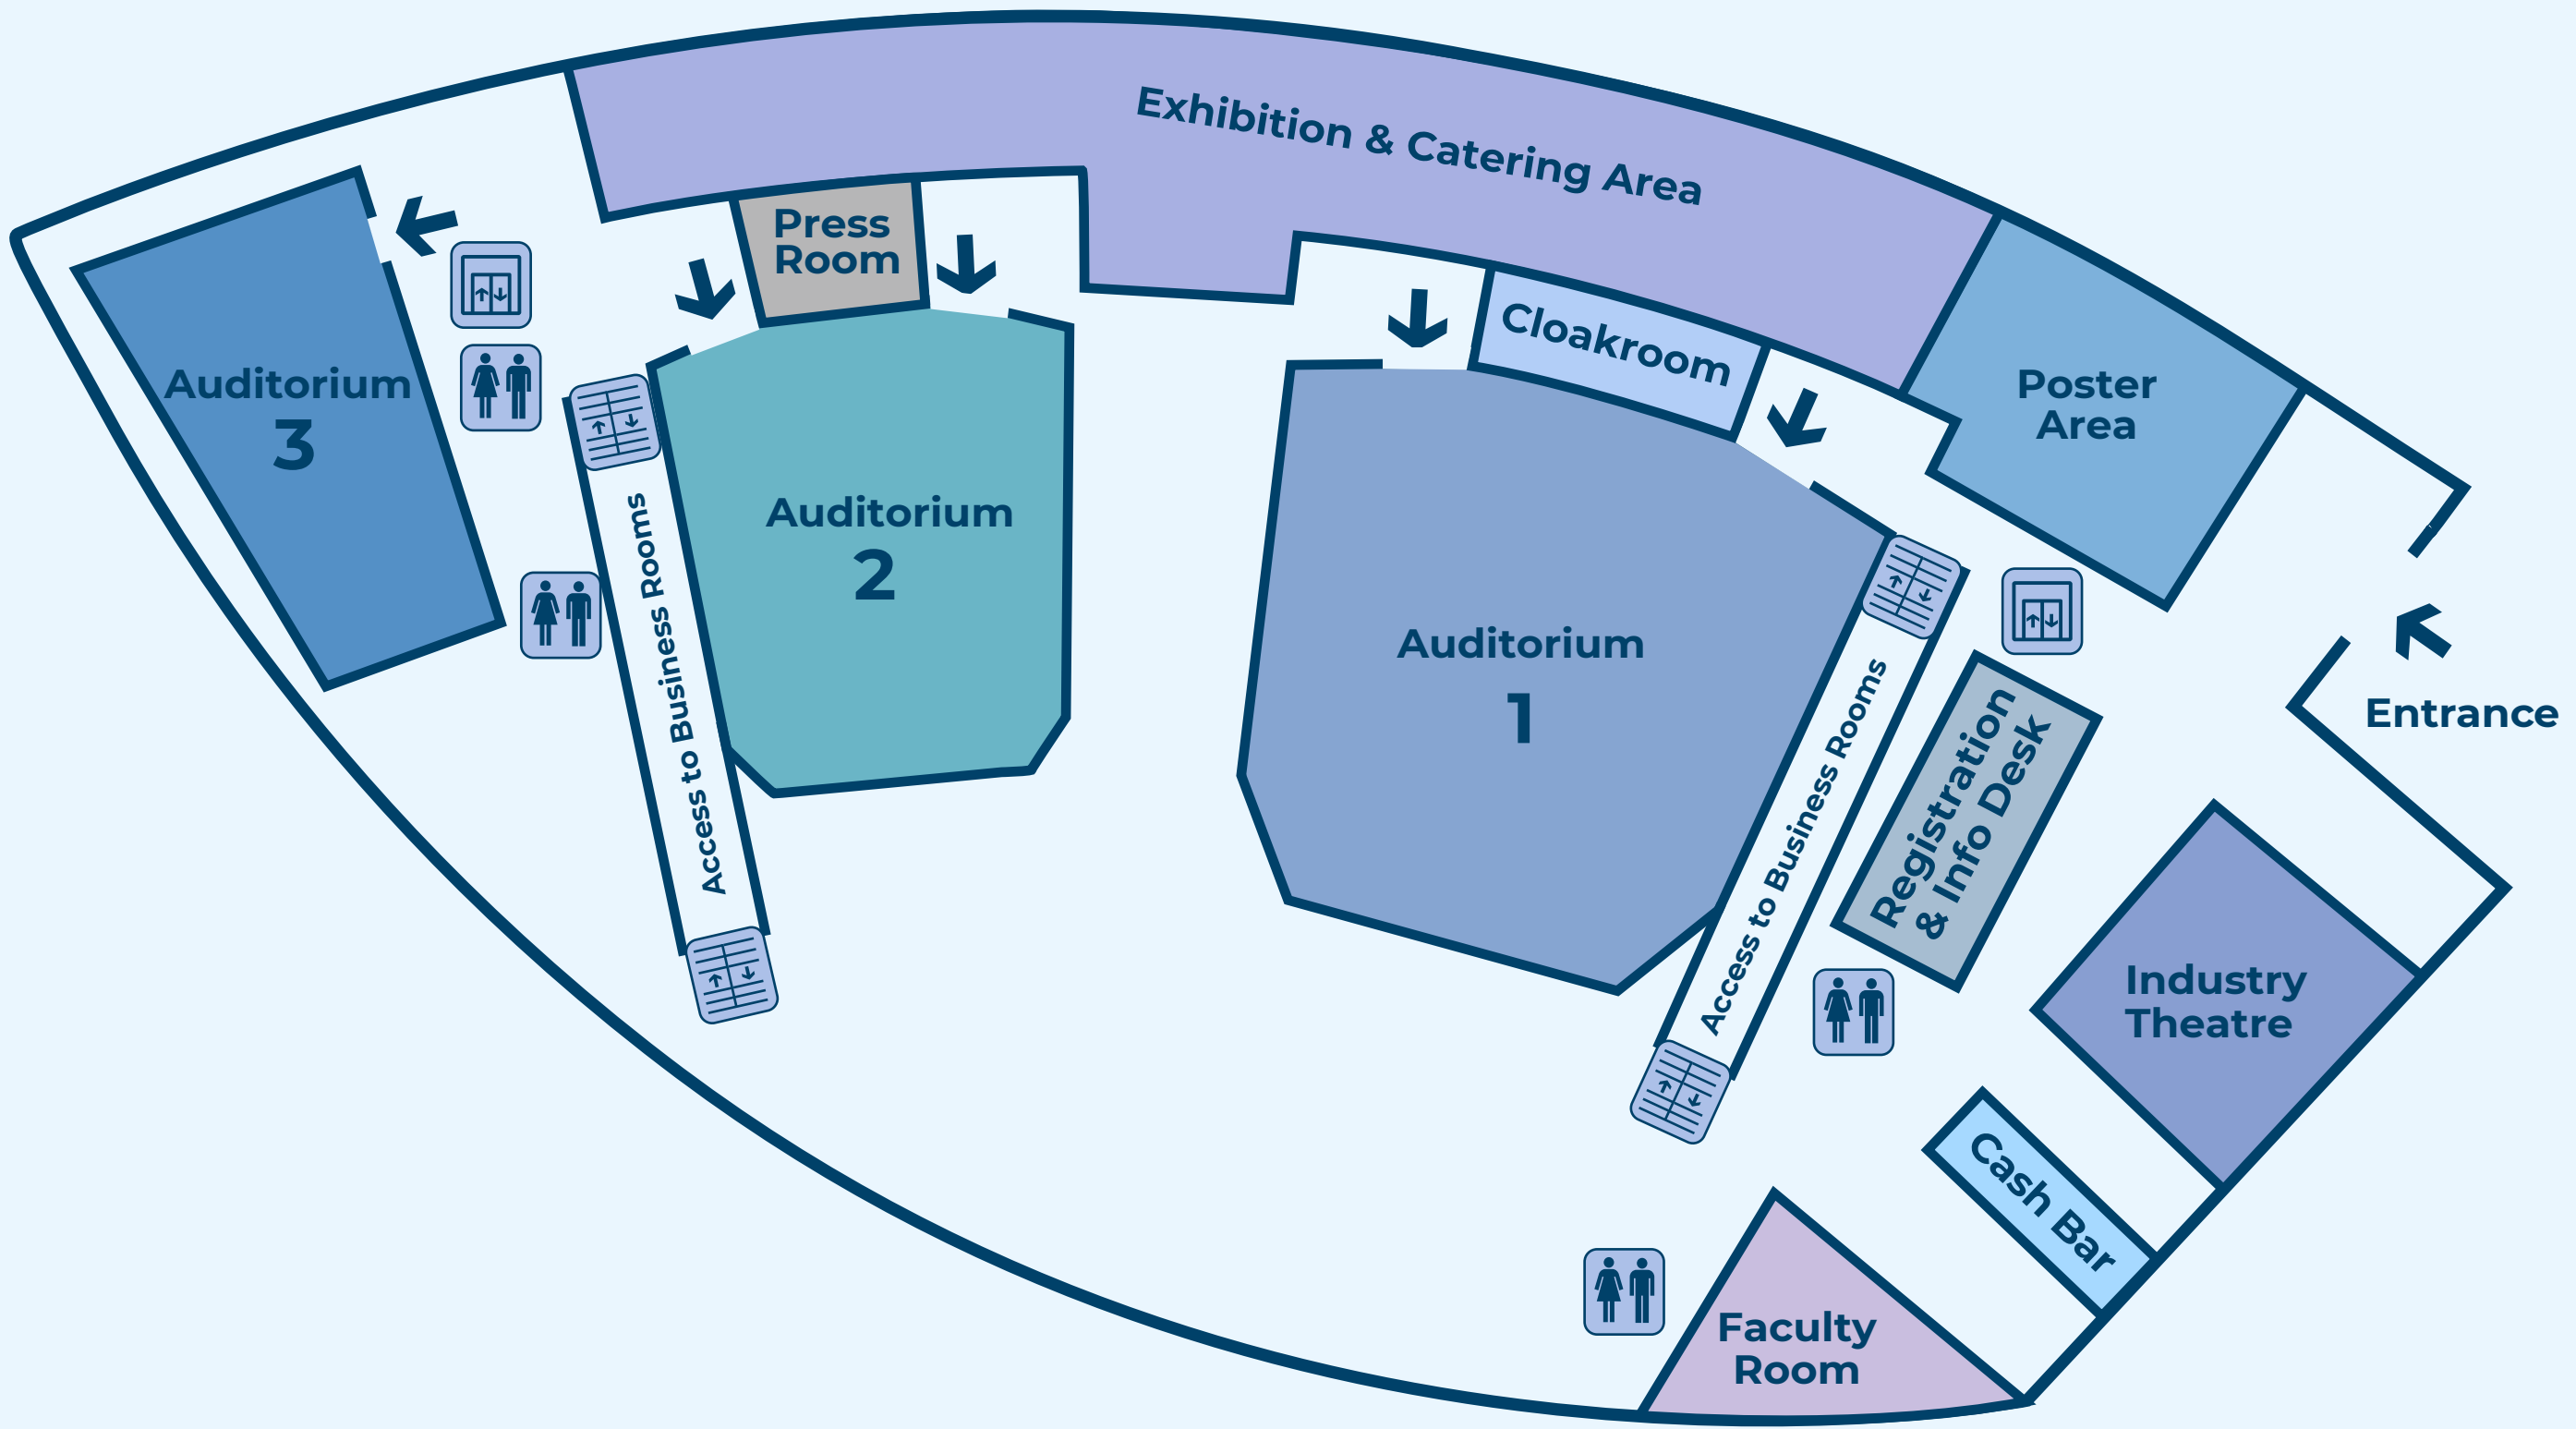 Exhibition & Catering Area
Press
Room
Cloakroom
Poster
Area
Auditorium
3
Auditorium
2
Auditorium
1
Access to Business Rooms
Access to Business Rooms
Registration
& Info Desk
Entrance
Industry
Theatre
Cash Bar
Faculty
Room